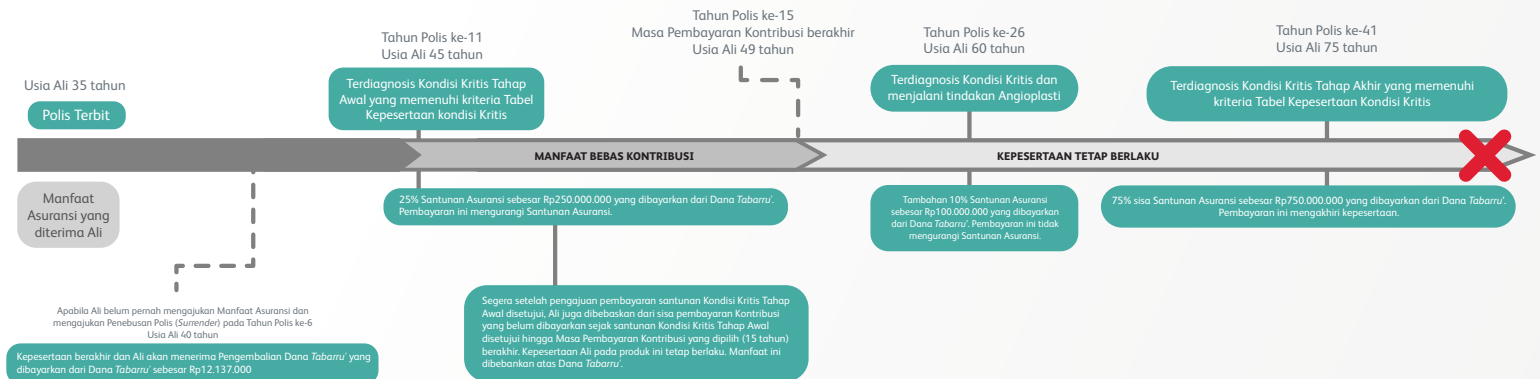 Usia Ali 35 tahun
Polis Terbit
Tahun Polis ke-11
Usia Ali 45 tahun
Terdiagnosis Kondisi Kritis Tahap
Awal yang memenuhi kriteria Tabel
Kepesertaan kondisi Kritis
Tahun Polis ke-15
Masa Pembayaran Kontribusi berakhir
Usia Ali 49 tahun
Tahun Polis ke-26
Usia Ali 60 tahun
Terdiagnosis Kondisi Kritis dan
menjalani tindakan Angioplasti
Tahun Polis ke-41
Usia Ali 75 tahun
Terdiagnosis Kondisi Kritis Tahap Akhir yang memenuhi
kriteria Tabel Kepesertaan Kondisi Kritis
MANFAAT BEBAS KONTRIBUSI
KEPESERTAAN TETAP BERLAKU
Manfaat
Asuransi yang
diterima Ali
25% Santunan Asuransi sebesar Rp250.000.000 yang dibayarkan dari Dana Tabarru'.
Pembayaran ini mengurangi Santunan Asuransi.
Tambahan 10% Santunan Asuransi
sebesar Rp100.000.000 yang dibayarkan
dari Dana Tabarru'. Pembayaran ini tidak
mengurangi Santunan Asuransi.
75% sisa Santunan Asuransi sebesar Rp750.000.000 yang dibayarkan dari Dana Tabarru'.
Pembayaran ini mengakhiri kepesertaan.
Apabila Ali belum pernah mengajukan Manfaat Asuransi dan
mengajukan Penebusan Polis (Surrender) pada Tahun Polis ke-6
Usia Ali 40 tahun
Kepesertaan berakhir dan Ali akan menerima Pengembalian Dana Tabarru' yang
dibayarkan dari Dana Tabarru' sebesar Rp12.137.000
Segera setelah pengajuan pembayaran santunan Kondisi Kritis Tahap
Awal disetujui, Ali juga dibebaskan dari sisa pembayaran Kontribusi
yang belum dibayarkan sejak santunan Kondisi Kritis Tahap Awal
disetujui hingga Masa Pembayaran Kontribusi yang dipilih (15 tahun)
berakhir. Kepesertaan Ali pada produk ini tetap berlaku. Manfaat ini
dibebankan atas Dana Tabarru'.